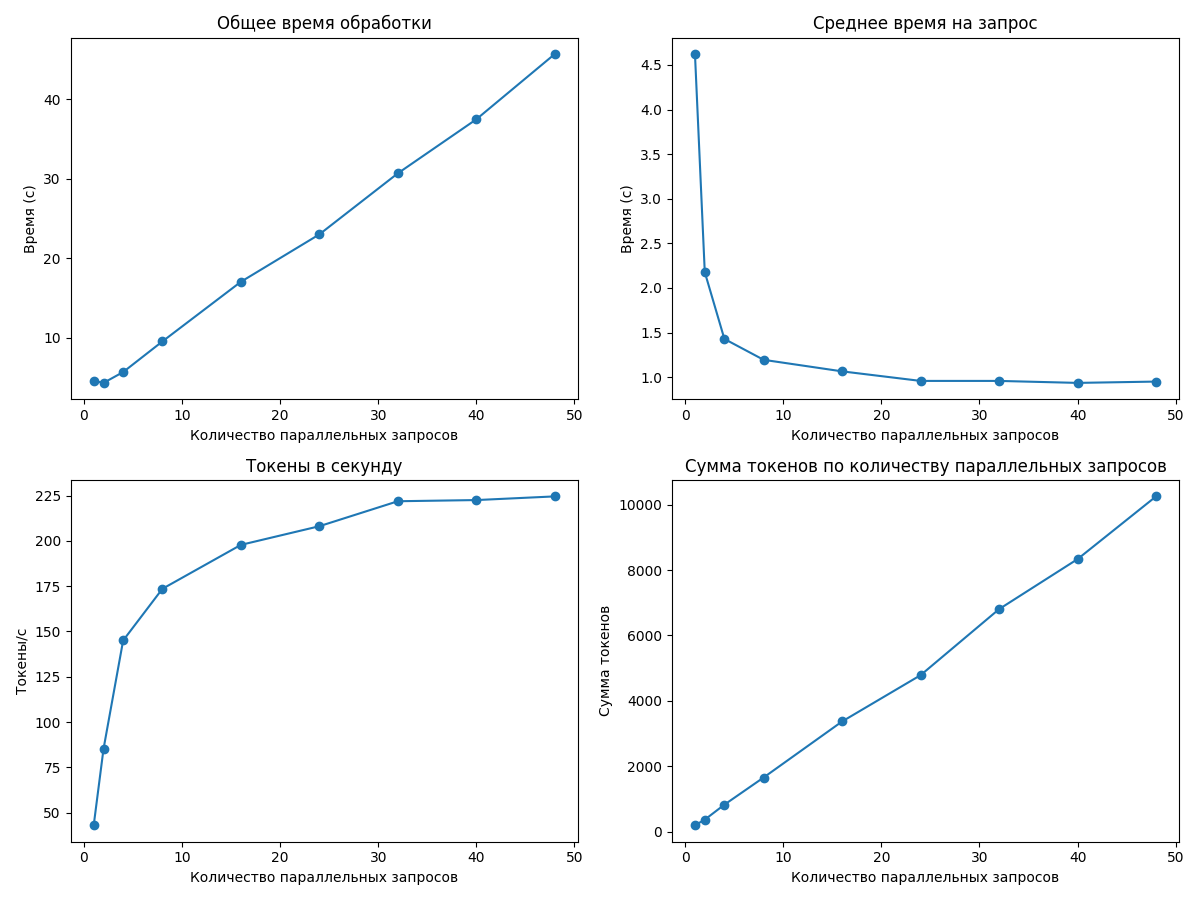 Общее время обработки
Время (с)
40
30
20
10
0 10 20 30 40 50
Количество параллельных запросов
Среднее время на запрос
Время (с)
4.5
4.0
3.5
3.0
2.5
2.0
1.5
1.0
0 10 20 30 40 50
Количество параллельных запросов
Токены в секунду
Токены/с
225
200
175
150
125
100
75
50
0 10 20 30 40 50
Количество параллельных запросов
Сумма токенов по количеству параллельных запросов
Сумма токенов
10000
8000
6000
4000
2000
0
0 10 20 30 40 50
Количество параллельных запросов